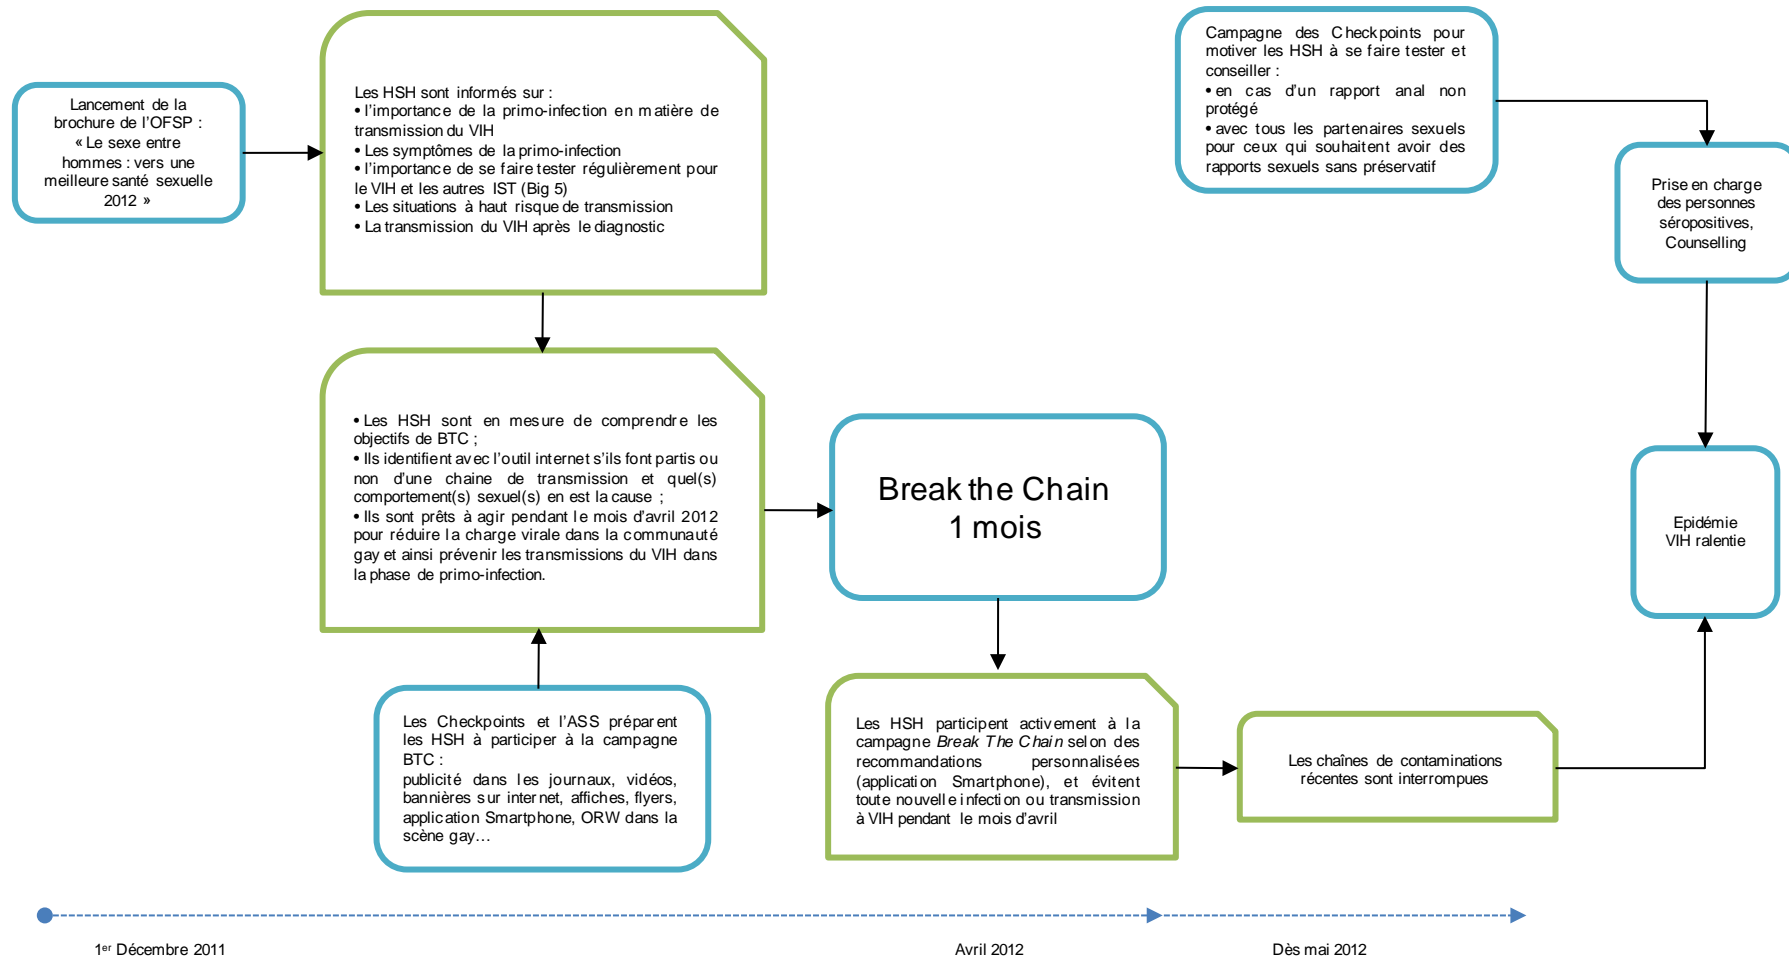 Lancement de la
brochure de l'OFSP :
« Le sexe entre
hommes : vers une
meilleure santé sexuelle
2012 »
Les HSH sont informés sur :
• l'importance de la primo-infection en matière de
transmission du VIH
• Les symptômes de la primo-infection
• l'importance de se faire tester régulièrement pour
le VIH et les autres IST (Big 5)
• Les situations à haut risque de transmission
• La transmission du VIH après le diagnostic
Campagne des Checkpoints pour
motiver les HSH à se faire tester et
conseiller :
• en cas d'un rapport anal non
protégé
• avec tous les partenaires sexuels
pour ceux qui souhaitent avoir des
rapports sexuels sans préservatif
Prise en charge
des personnes
séropositives,
Counselling
• Les HSH sont en mesure de comprendre les
objectifs de BTC ;
• Ils identifient avec l'outil internet s'ils font partis ou
non d'une chaine de transmission et quel(s)
comportement(s) sexuel(s) en est la cause ;
• Ils sont prêts à agir pendant le mois d'avril 2012
pour réduire la charge virale dans la communauté
gay et ainsi prévenir les transmissions du VIH dans
la phase de primo-infection.
Break the Chain
1 mois
Epidémie
VIH ralentie
Les Checkpoints et l'ASS préparent
les HSH à participer à la campagne
BTC :
publicité dans les journaux, vidéos,
bannières sur internet, affiches, flyers,
application Smartphone, ORW dans la
scène gay…
Les HSH participent activement à la
campagne Break The Chain selon des
recommandations personnalisées
(application Smartphone), et évitent
toute nouvelle infection ou transmission
à VIH pendant le mois d'avril
Les chaînes de contaminations
récentes sont interrompues
1er Décembre 2011
Avril 2012
Dès mai 2012